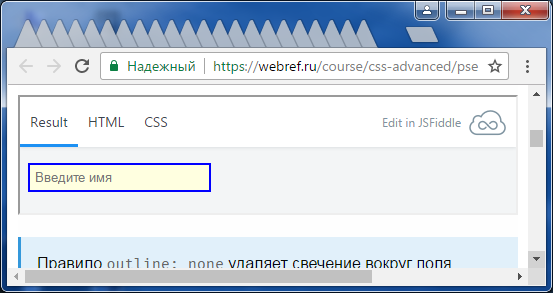 Надежный https://webref.ru/course/css-advanced/pse
Result HTML CSS Edit in JSFiddle
Введите имя
Правило outline: none удаляет свечение вокруг поля